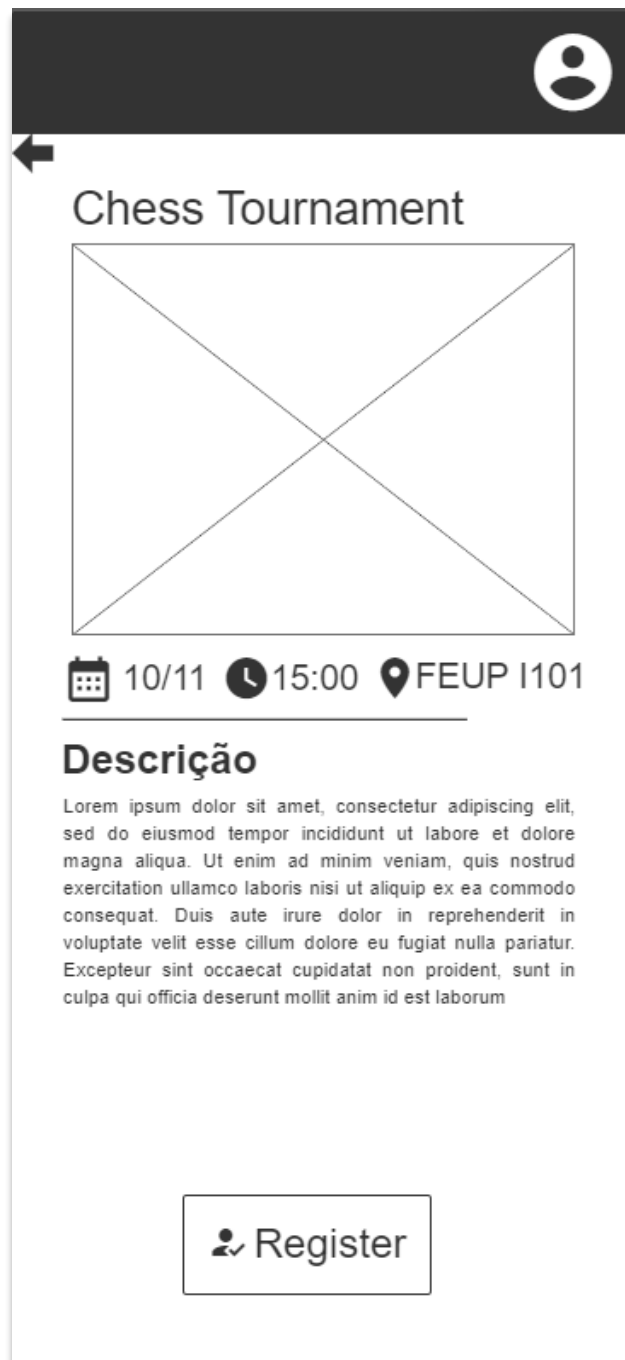 Chess Tournament
10/11 15:00 FEUP I101
Descrição
Lorem ipsum dolor sit amet, consectetur adipiscing elit,
sed do eiusmod tempor incididunt ut labore et dolore
magna aliqua. Ut enim ad minim veniam, quis nostrud
exercitation ullamco laboris nisi ut aliquip ex ea commodo
consequat. Duis aute irure dolor in reprehenderit in
voluptate velit esse cillum dolore eu fugiat nulla pariatur.
Excepteur sint occaecat cupidatat non proident, sunt in
culpa qui officia deserunt mollit anim id est laborum
Register